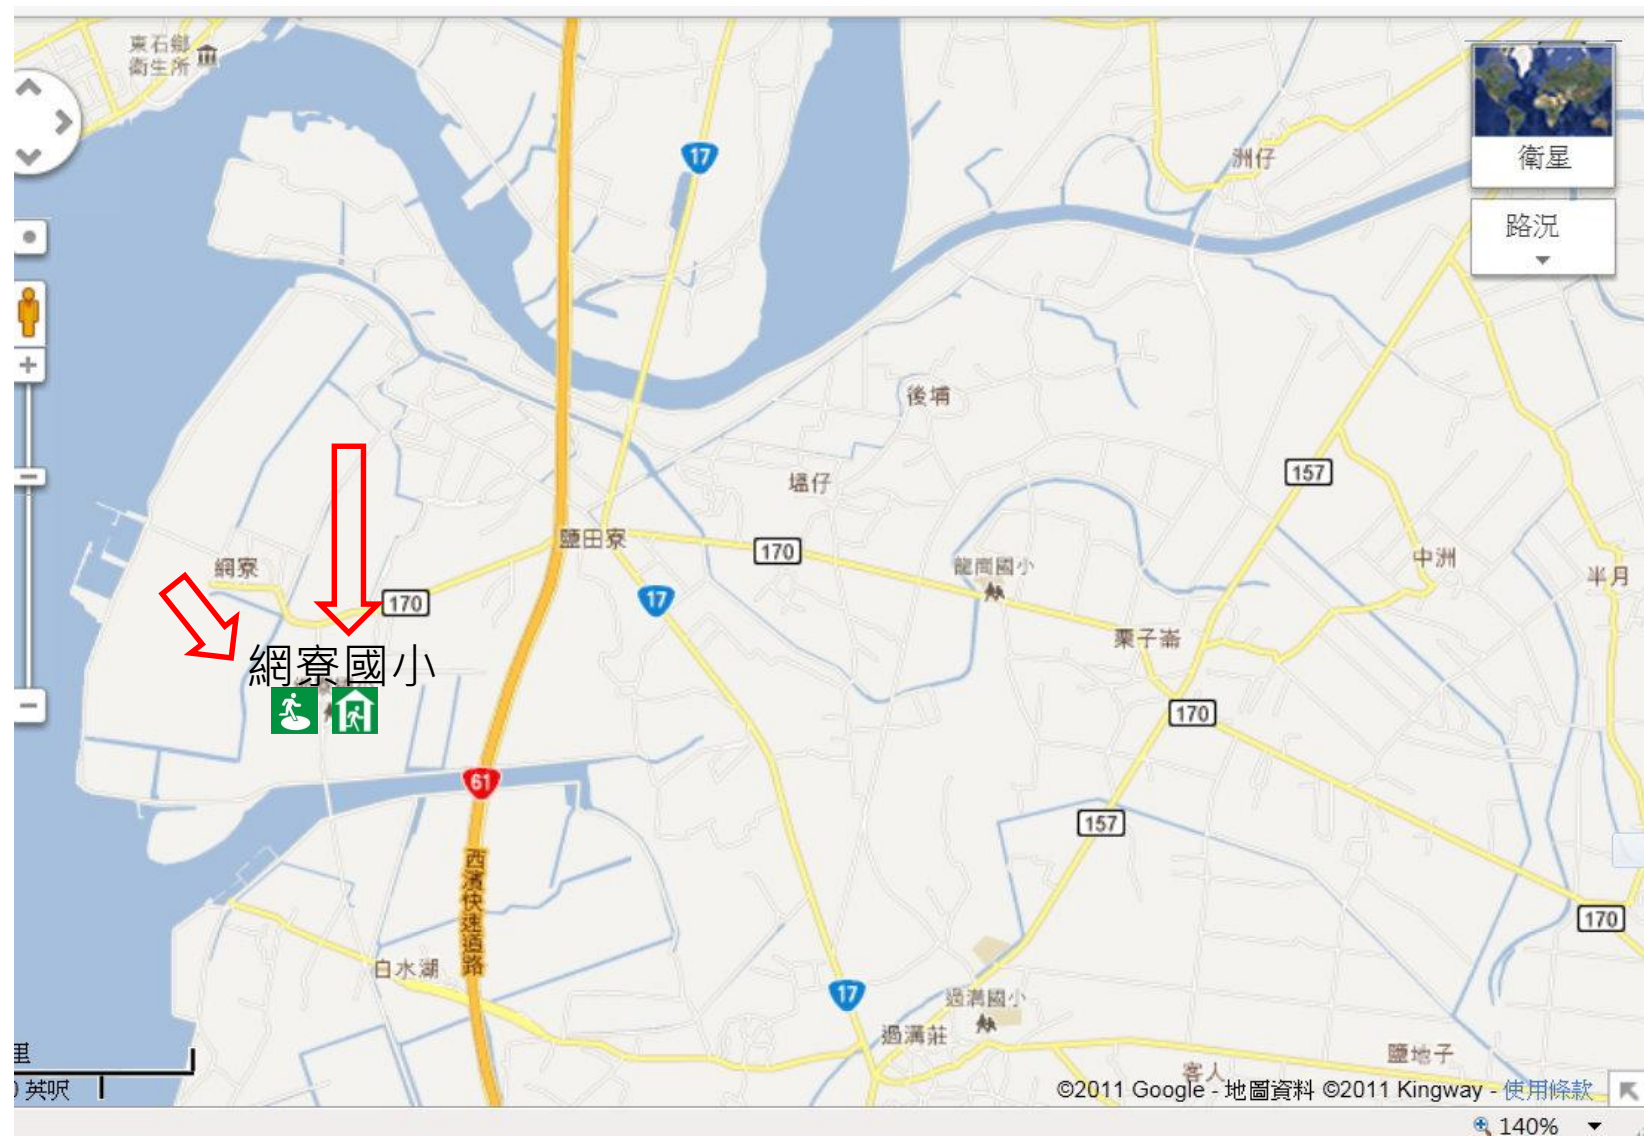 東石鄉
衛生所
衛星
路況
17
洲仔
後埔
157
塭仔
鹽田寮
170
龍崗國小
中洲
半月
網寮
170
17
栗子崙
網寮國小
170
61
157
西濱快速道路
170
白水湖
17
過溝國小
過溝莊
鹽地子
客人
里
英呎
©2011 Google - 地圖資料 ©2011 Kingway - 使用條款
140%